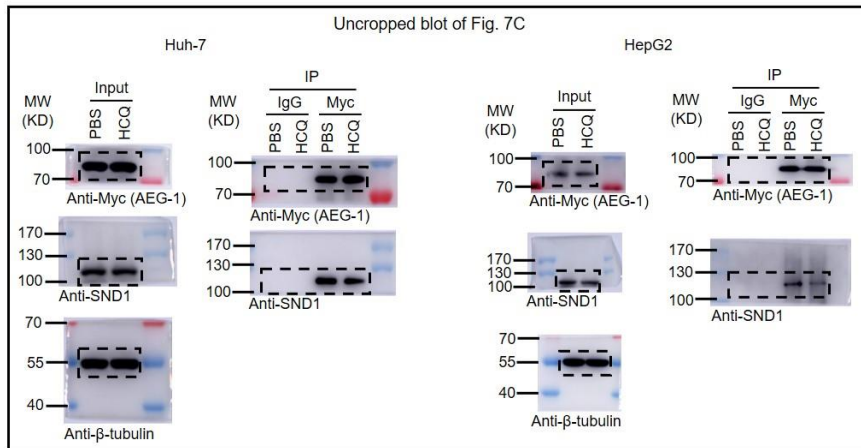 Uncropped blot of Fig. 7C
Huh-7
HepG2
Input
IP
MW
(KD)
IgG
Myc
PBS
HCQ
PBS
HCQ
PBS
HCQ
100
70
Anti-Myc (AEG-1)
170
130
100
Anti-SND1
70
55
40
Anti-β-tubulin
MW
(KD)
100
70
Anti-Myc (AEG-1)
170
130
100
Anti-SND1
Input
IP
MW
(KD)
IgG
Myc
PBS
HCQ
PBS
HCQ
PBS
HCQ
100
70
Anti-Myc (AEG-1)
170
130
100
Anti-SND1
70
55
40
Anti-β-tubulin
MW
(KD)
100
70
Anti-Myc (AEG-1)
170
130
100
Anti-SND1